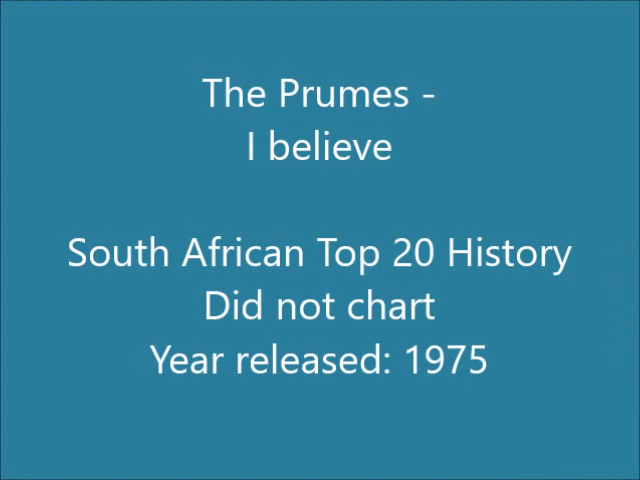 The Prumes -
I believe
South African Top 20 History
Did not chart
Year released: 1975